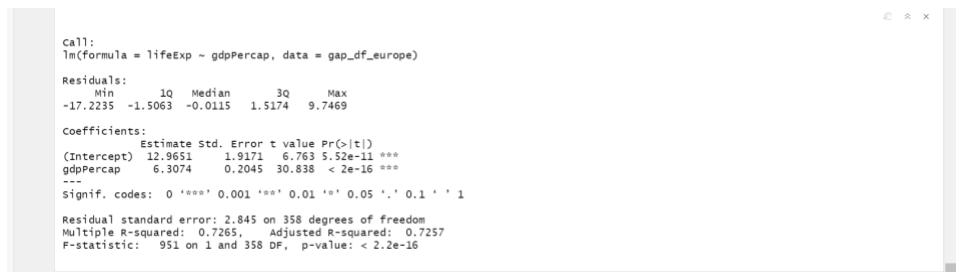 Call:
lm(formula = lifeExp ~ gdpPercap, data = gap_df_europe)
Residuals:
Min 1Q Median 3Q Max
-17.2235 -1.5063 -0.0115 1.5174 9.7469
Coefficients:
Estimate Std. Error t value Pr(>|t|)
(Intercept) 12.9651 1.9171 6.763 5.52e-11 ***
gdpPercap 6.3074 0.2045 30.838 < 2e-16 ***
---
Signif. codes: 0 ‘***’ 0.001 ‘**’ 0.01 ‘*’ 0.05 ‘.’ 0.1 ‘ ’ 1
Residual standard error: 2.845 on 358 degrees of freedom
Multiple R-squared: 0.7265, Adjusted R-squared: 0.7257
F-statistic: 951 on 1 and 358 DF, p-value: < 2.2e-16